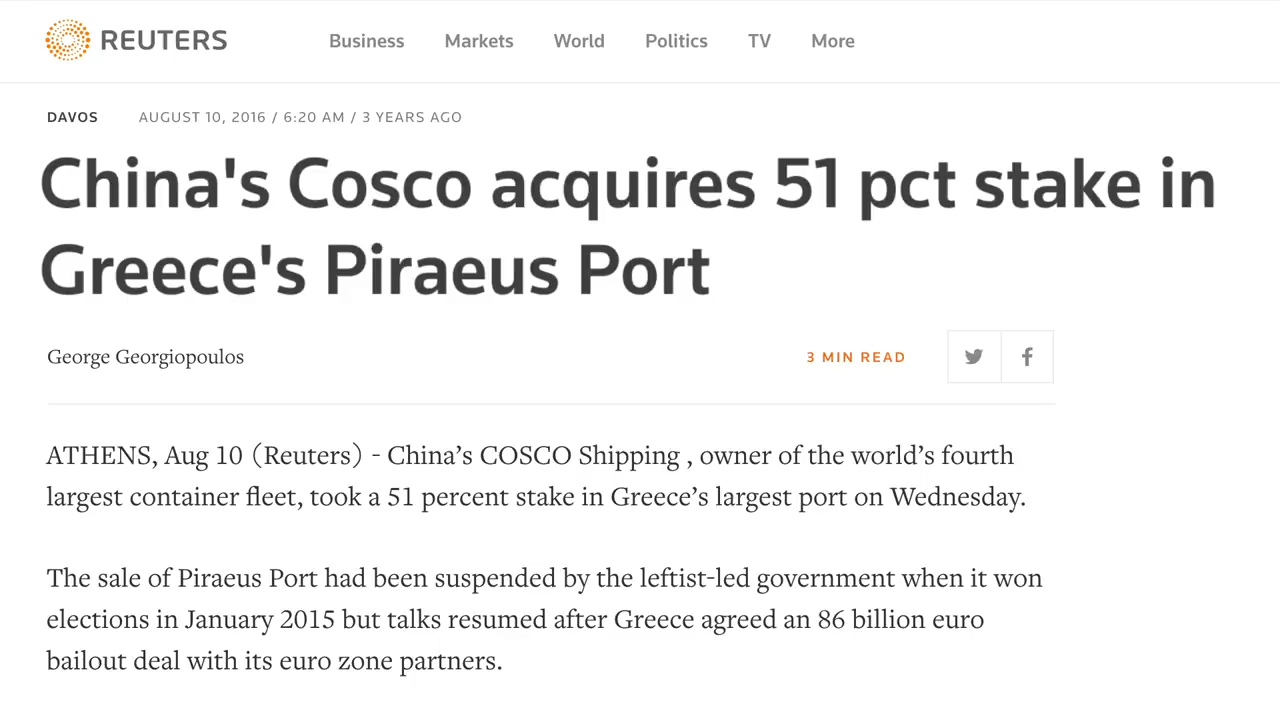 REUTERS Business Markets World Politics TV More
DAVOS AUGUST 10, 2016 / 6:20 AM / 3 YEARS AGO
China's Cosco acquires 51 pct stake in
Greece's Piraeus Port
George Georgiopoulos 3 MIN READ
ATHENS, Aug 10 (Reuters) - China’s COSCO Shipping , owner of the world’s fourth
largest container fleet, took a 51 percent stake in Greece’s largest port on Wednesday.
The sale of Piraeus Port had been suspended by the leftist-led government when it won
elections in January 2015 but talks resumed after Greece agreed an 86 billion euro
bailout deal with its euro zone partners.